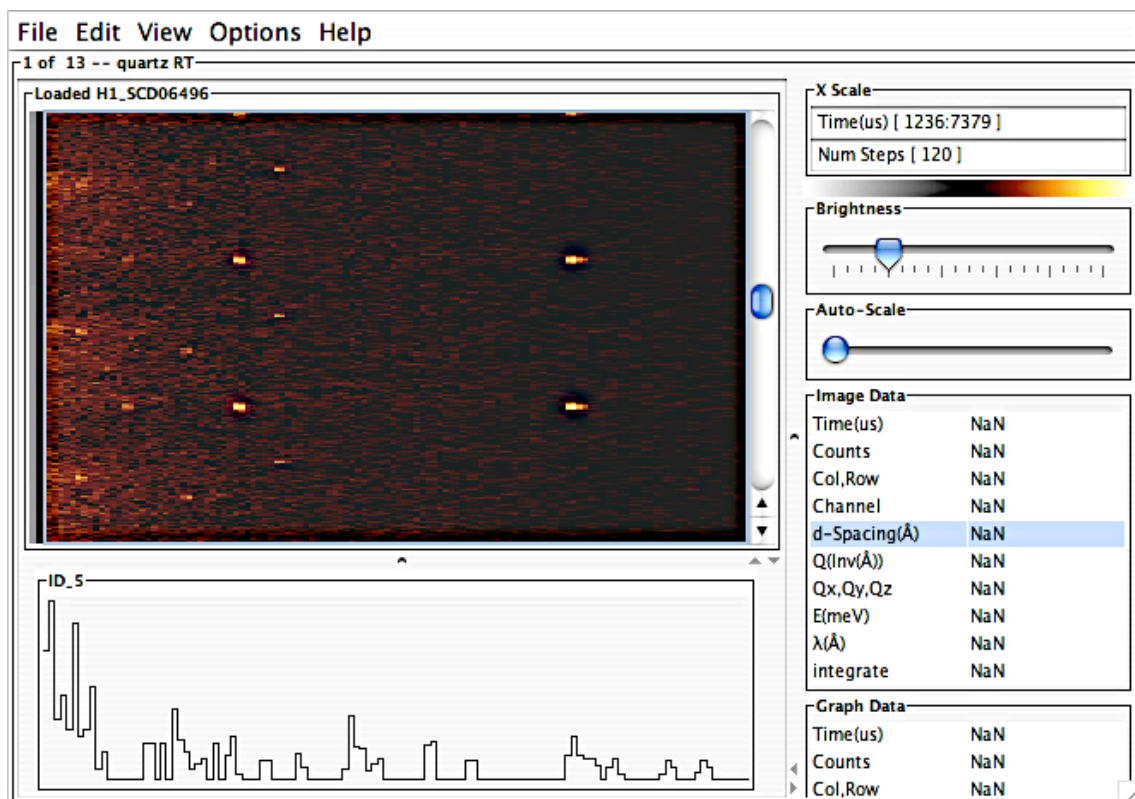 File Edit View Options Help
1 of 13 -- quartz RT
Loaded H1_SCD06496
X Scale
Time(us) [ 1236:7379 ]
Num Steps [ 120 ]
Brightness
Auto-Scale
Image Data
Time(us) NaN
Counts NaN
Col,Row NaN
Channel NaN
d-Spacing(Å) NaN
Q(Inv(Å)) NaN
Qx,Qy,Qz NaN
E(meV) NaN
λ(Å) NaN
integrate NaN
ID_5
Graph Data
Time(us) NaN
Counts NaN
Col,Row NaN